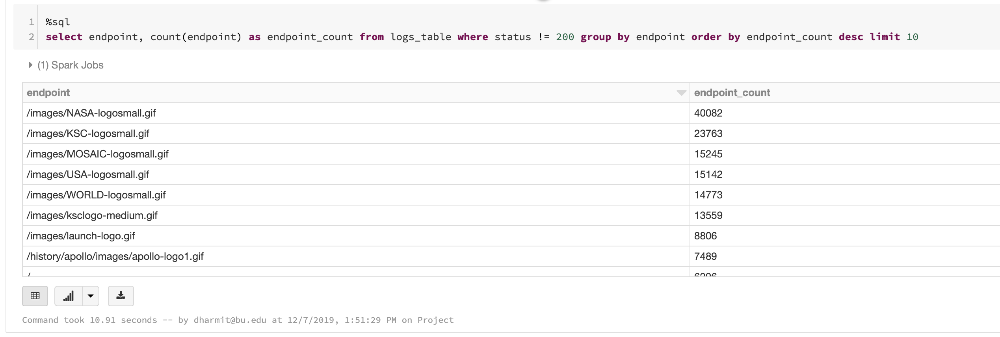 1 %sql
2 select endpoint, count(endpoint) as endpoint_count from logs_table where status != 200 group by endpoint order by endpoint_count desc limit 10
(1) Spark Jobs
endpoint endpoint_count
/images/NASA-logosmall.gif 40082
/images/KSC-logosmall.gif 23763
/images/MOSAIC-logosmall.gif 15245
/images/USA-logosmall.gif 15142
/images/WORLD-logosmall.gif 14773
/images/ksclogo-medium.gif 13559
/images/launch-logo.gif 8806
/history/apollo/images/apollo-logo1.gif 7489
/
Command took 10.91 seconds -- by dharmit@bu.edu at 12/7/2019, 1:51:29 PM on Project